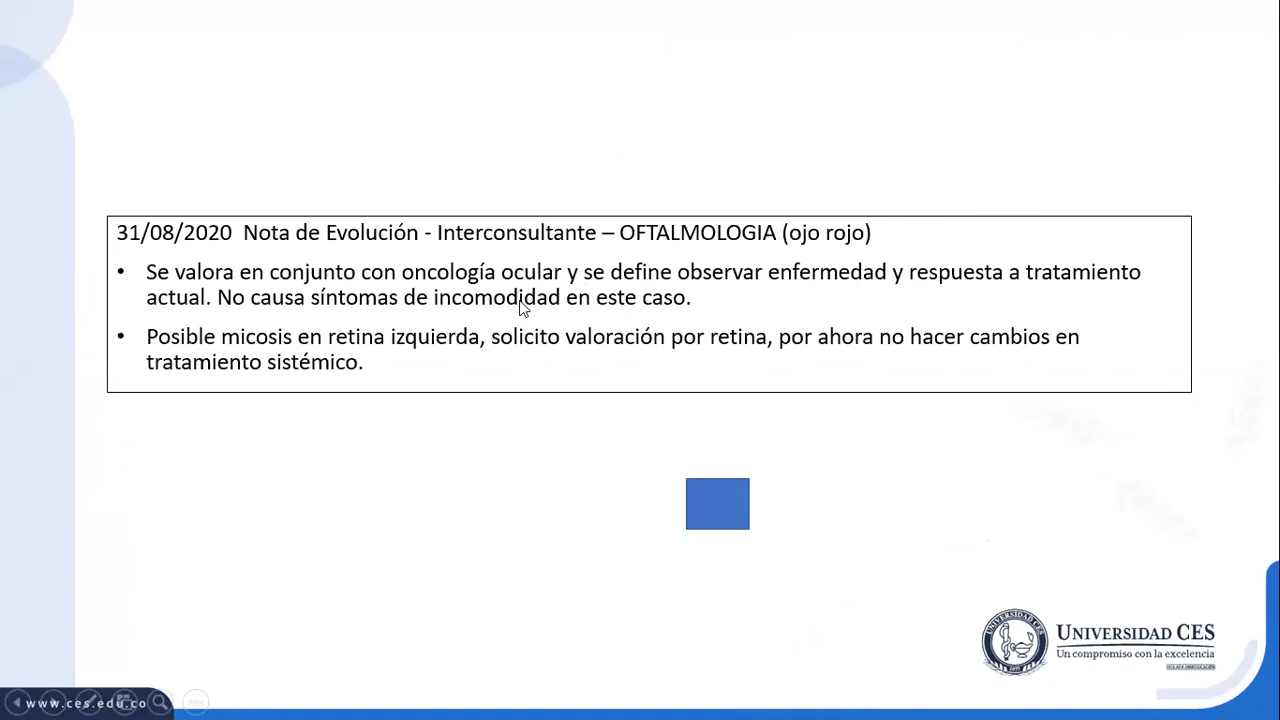 31/08/2020  Nota de Evolución - Interconsultante – OFTALMOLOGIA (ojo rojo)
• Se valora en conjunto con oncología ocular y se define observar enfermedad y respuesta a tratamiento
actual. No causa síntomas de incomodidad en este caso.
• Posible micosis en retina izquierda, solicito valoración por retina, por ahora no hacer cambios en
tratamiento sistémico.
UNIVERSIDAD CES
Un compromiso con la excelencia
www.ces.edu.co